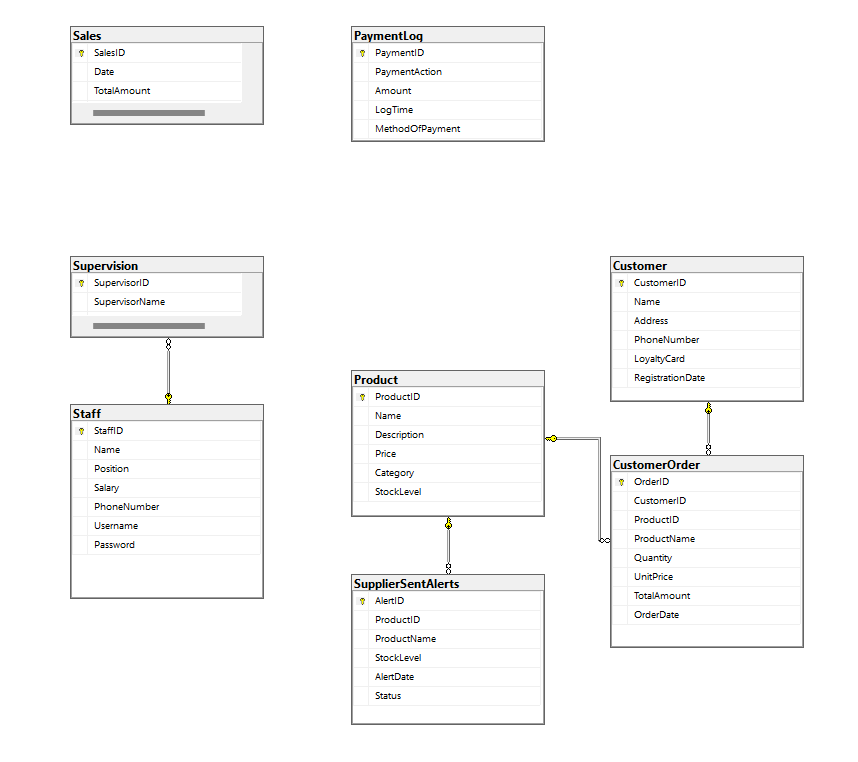 Sales
SalesID
Date
TotalAmount
PaymentLog
PaymentID
PaymentAction
Amount
LogTime
MethodOfPayment
Supervision
SupervisorID
SupervisorName
Staff
StaffID
Name
Position
Salary
PhoneNumber
Username
Password
Product
ProductID
Name
Description
Price
Category
StockLevel
SupplierSentAlerts
AlertID
ProductID
ProductName
StockLevel
AlertDate
Status
Customer
CustomerID
Name
Address
PhoneNumber
LoyaltyCard
RegistrationDate
CustomerOrder
OrderID
CustomerID
ProductID
ProductName
Quantity
UnitPrice
TotalAmount
OrderDate